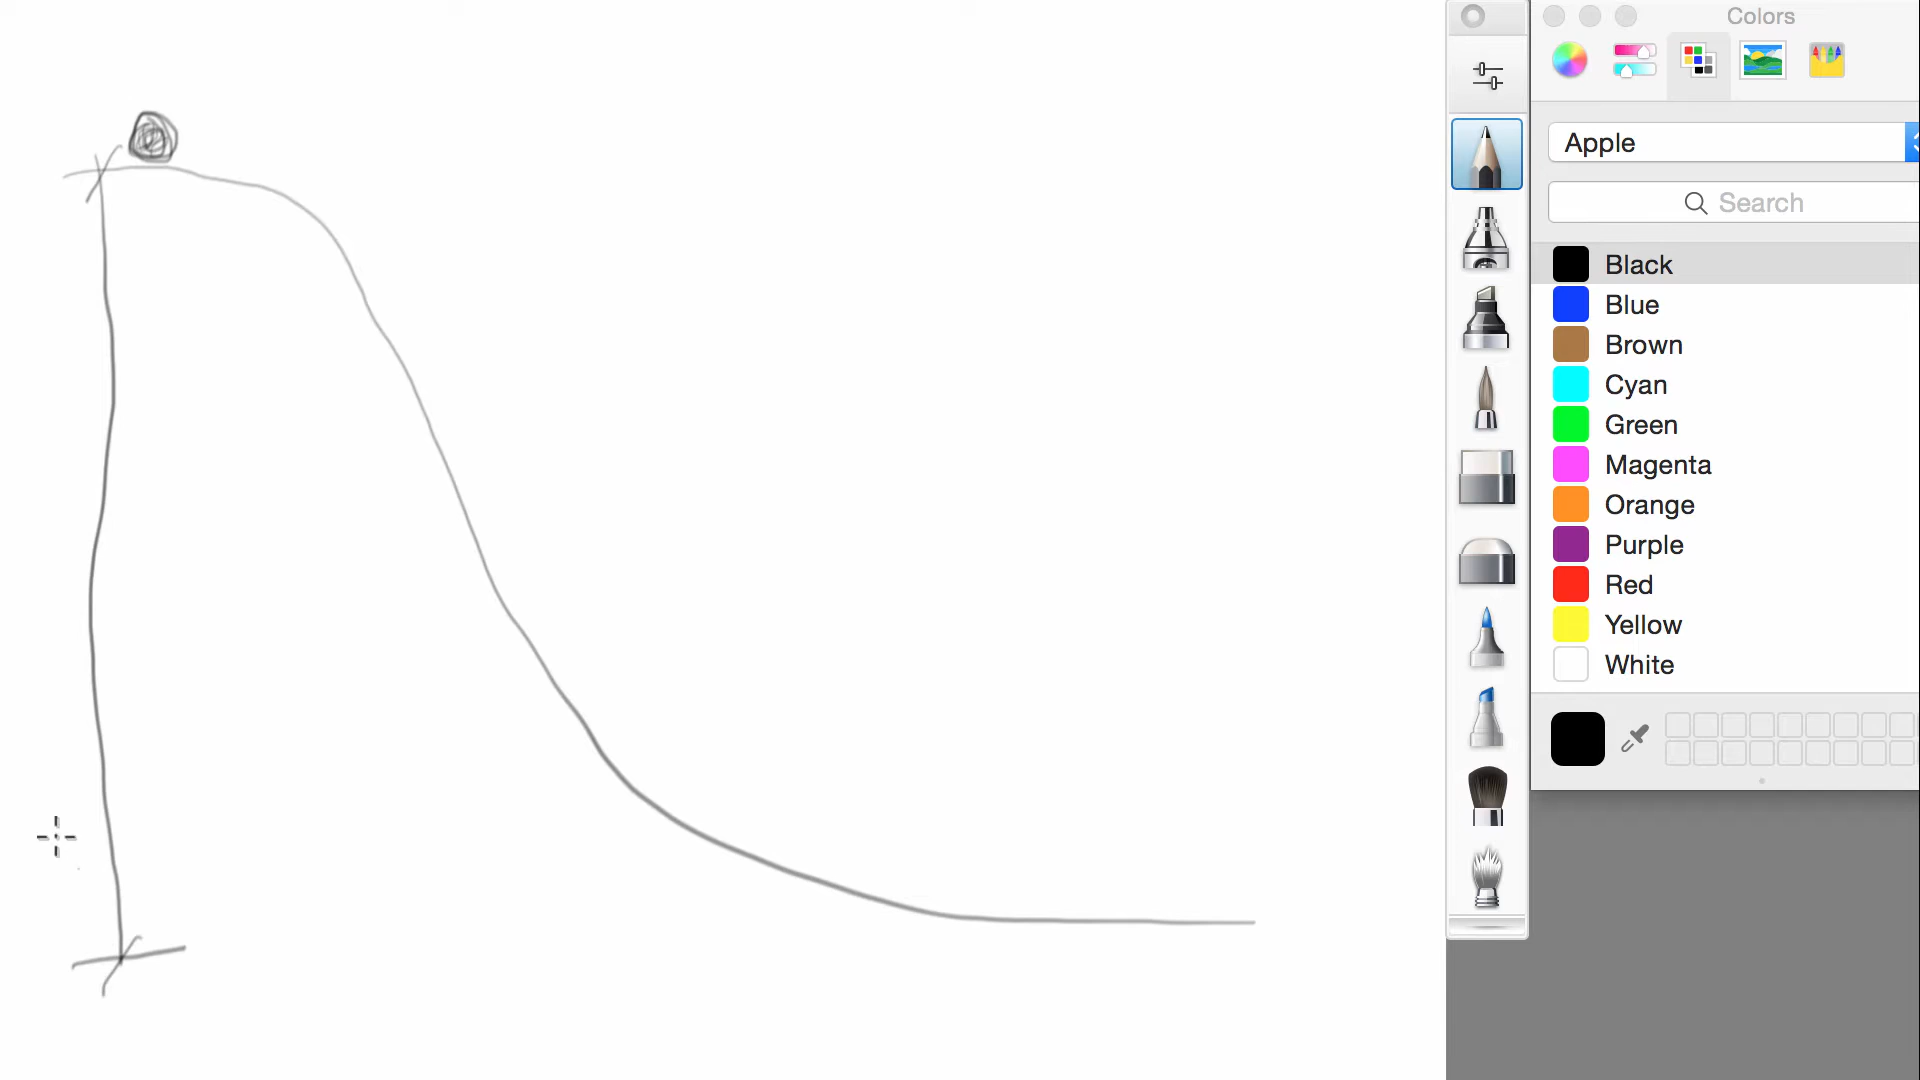 Colors
Apple
Search
Black
Blue
Brown
Cyan
Green
Magenta
Orange
Purple
Red
Yellow
White